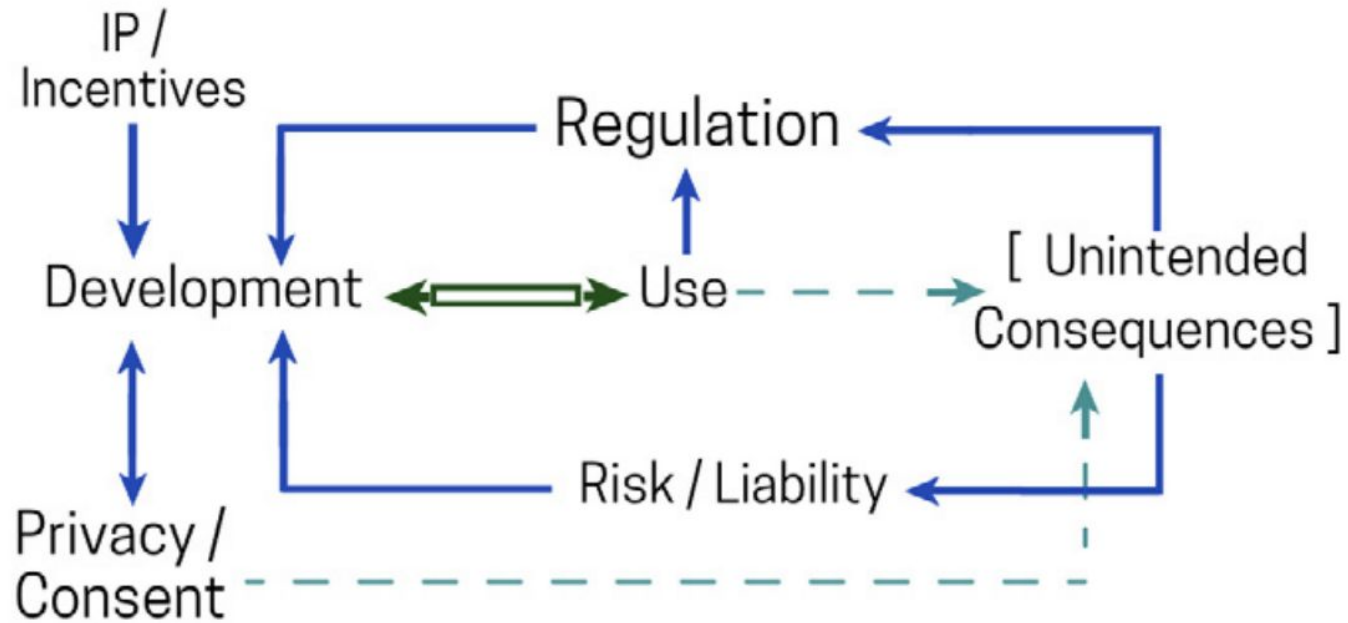 IP /
Incentives
Regulation
Development
Use
[ Unintended
Consequences ]
Risk / Liability
Privacy /
Consent